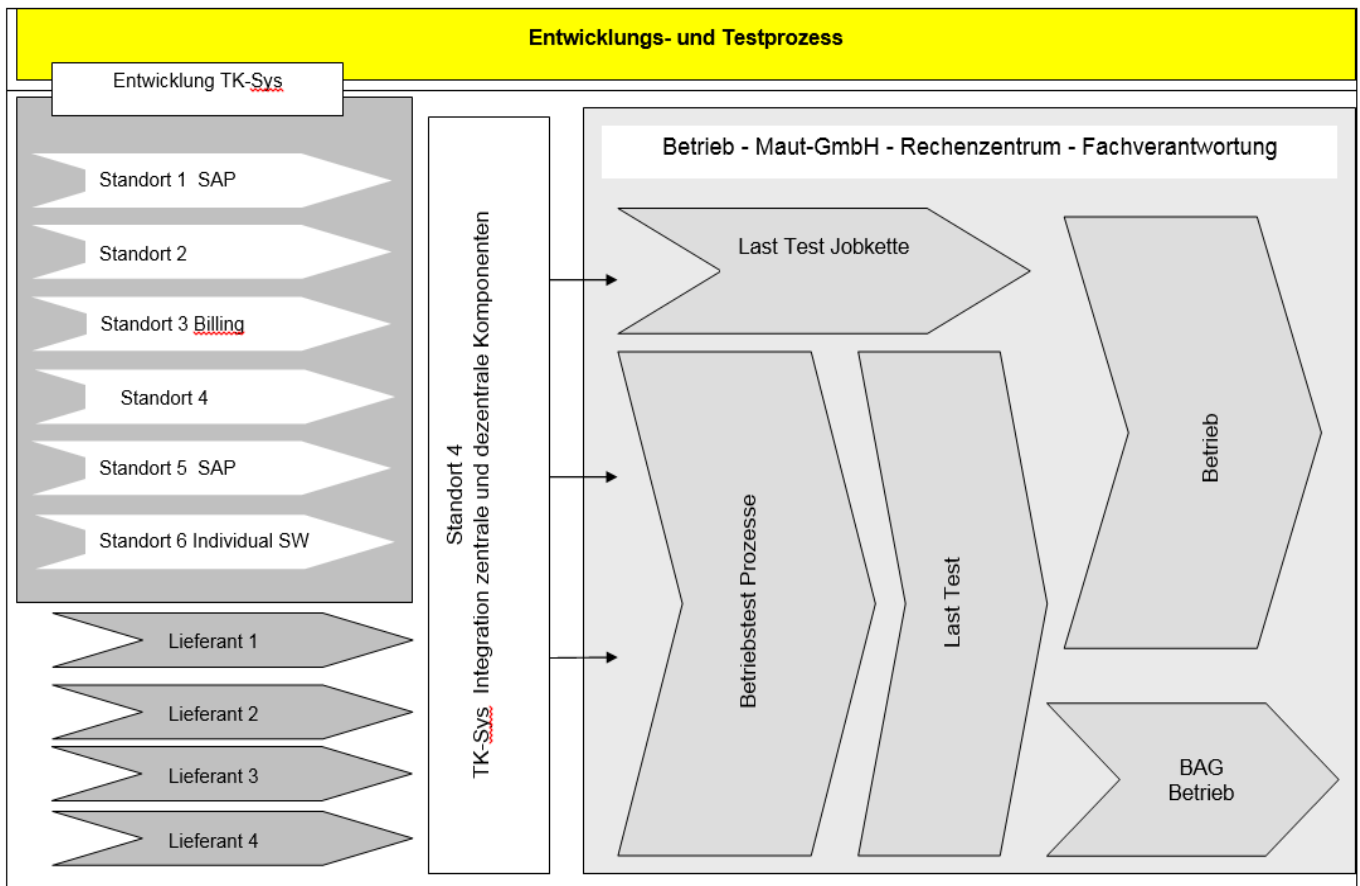 Entwicklungs- und Testprozess
Entwicklung TK-Sys
Standort 1 SAP
Standort 2
Standort 3 Billing
Standort 4
Standort 5 SAP
Standort 6 Individual SW
Lieferant 1
Lieferant 2
Lieferant 3
Lieferant 4
Standort 4
TK-Sys Integration zentrale und dezentrale Komponenten
Betrieb - Maut-GmbH - Rechenzentrum - Fachverantwortung
Last Test Jobkette
Betriebstest Prozesse
Last Test
Betrieb
BAG
Betrieb